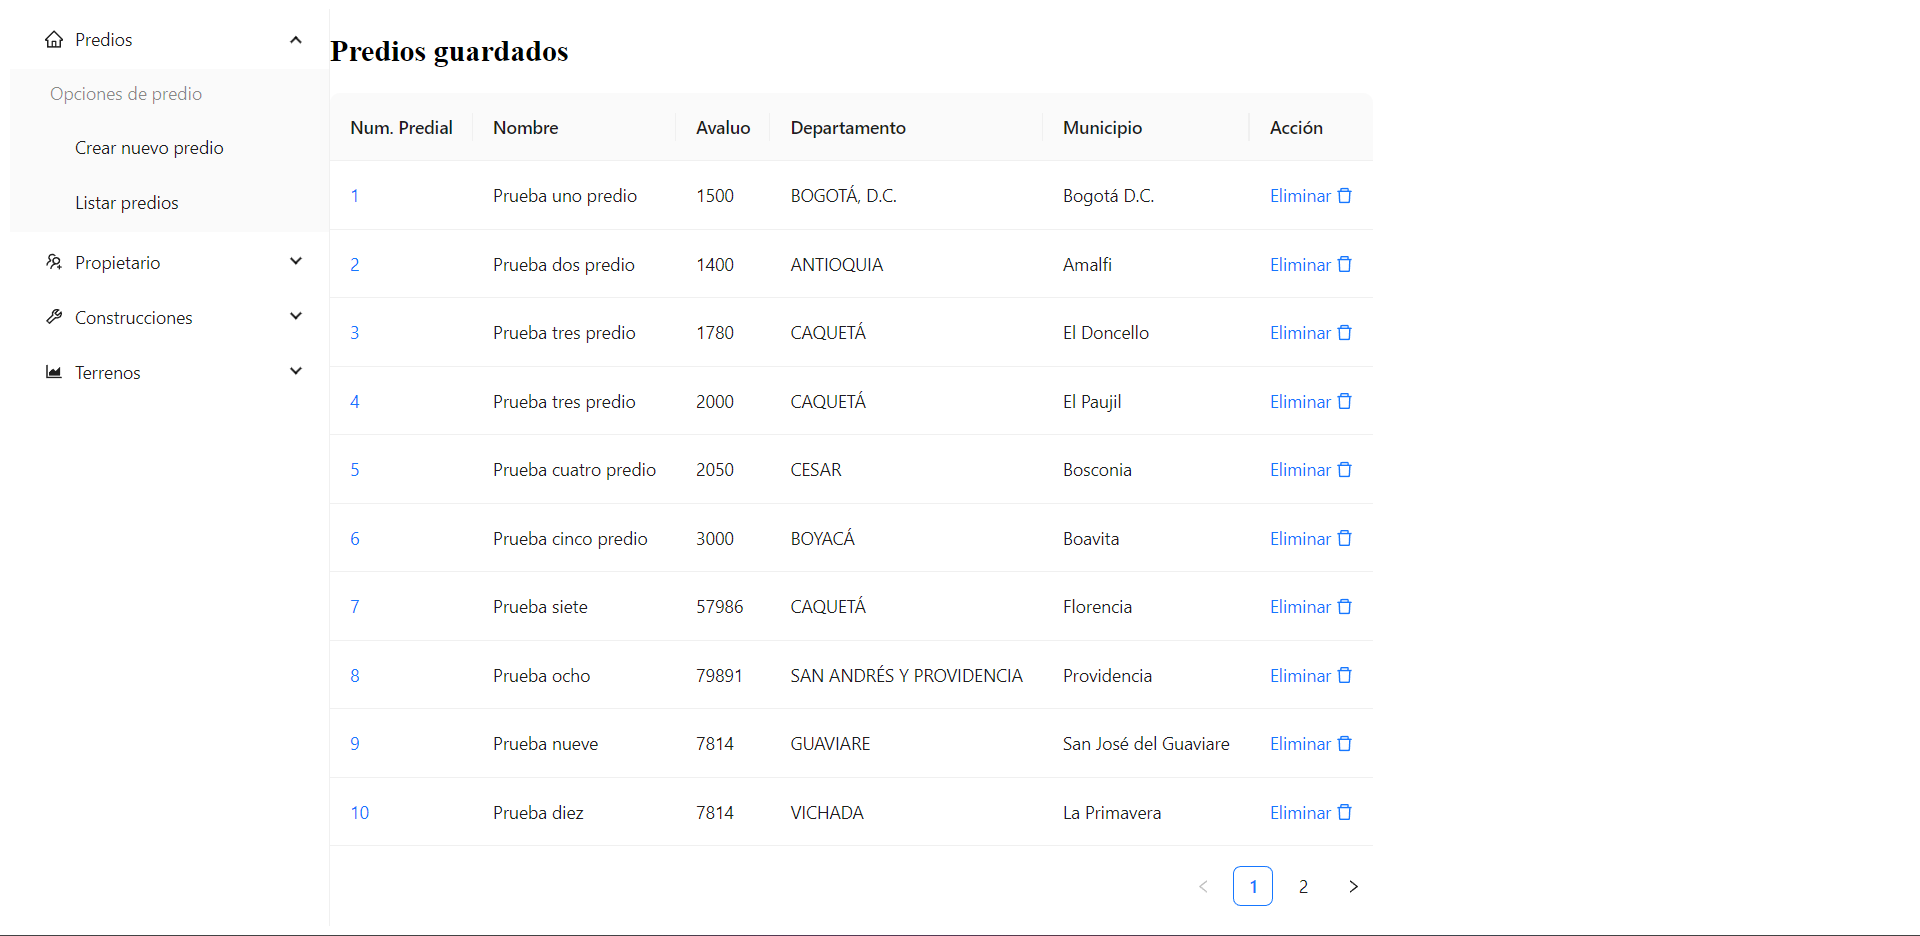 Predios
Opciones de predio
Crear nuevo predio
Listar predios
Propietario
Construcciones
Terrenos
Predios guardados
Num. Predial Nombre Avaluo Departamento Municipio Acción
1 Prueba uno predio 1500 BOGOTÁ, D.C. Bogotá D.C. Eliminar
2 Prueba dos predio 1400 ANTIOQUIA Amalfi Eliminar
3 Prueba tres predio 1780 CAQUETÁ El Doncello Eliminar
4 Prueba tres predio 2000 CAQUETÁ El Paujil Eliminar
5 Prueba cuatro predio 2050 CESAR Bosconia Eliminar
6 Prueba cinco predio 3000 BOYACÁ Boavita Eliminar
7 Prueba siete 57986 CAQUETÁ Florencia Eliminar
8 Prueba ocho 79891 SAN ANDRÉS Y PROVIDENCIA Providencia Eliminar
9 Prueba nueve 7814 GUAVIARE San José del Guaviare Eliminar
10 Prueba diez 7814 VICHADA La Primavera Eliminar
1 2